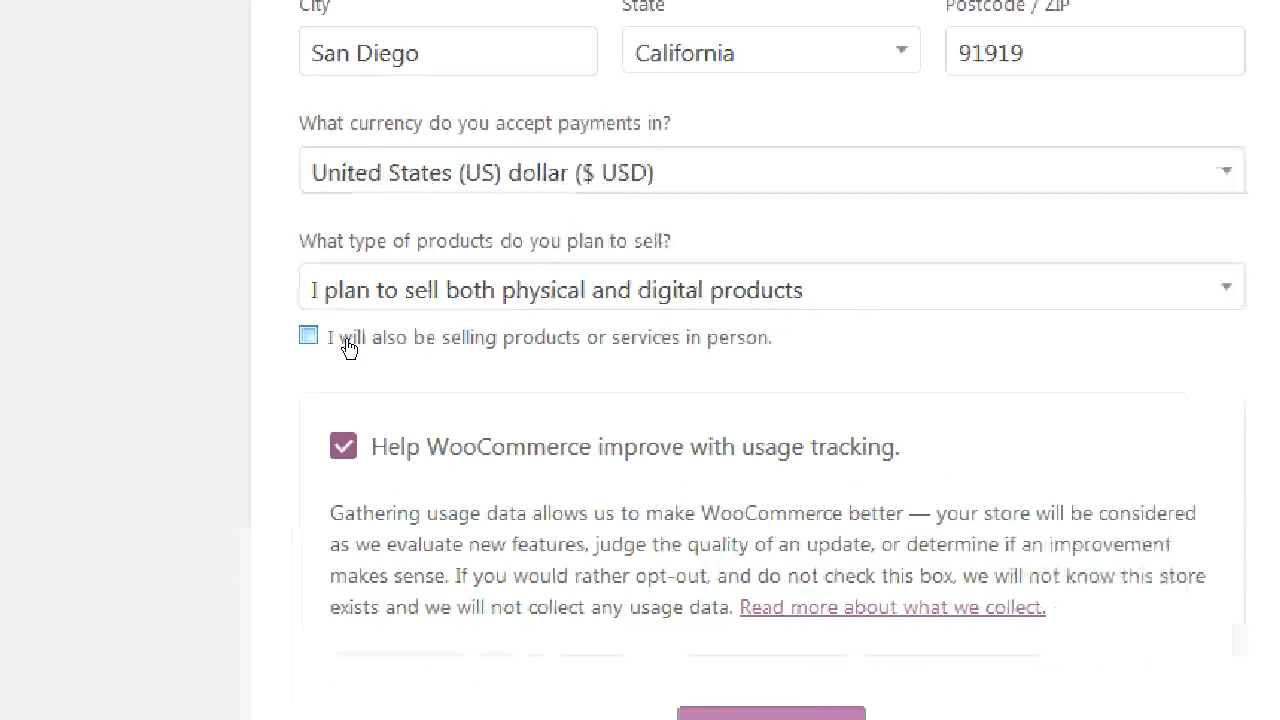 City State Postcode / ZIP
San Diego California 91919
What currency do you accept payments in?
United States (US) dollar ($ USD)
What type of products do you plan to sell?
I plan to sell both physical and digital products
I will also be selling products or services in person.
Help WooCommerce improve with usage tracking.
Gathering usage data allows us to make WooCommerce better — your store will be considered
as we evaluate new features, judge the quality of an update, or determine if an improvement
makes sense. If you would rather opt-out, and do not check this box, we will not know this store
exists and we will not collect any usage data. Read more about what we collect.